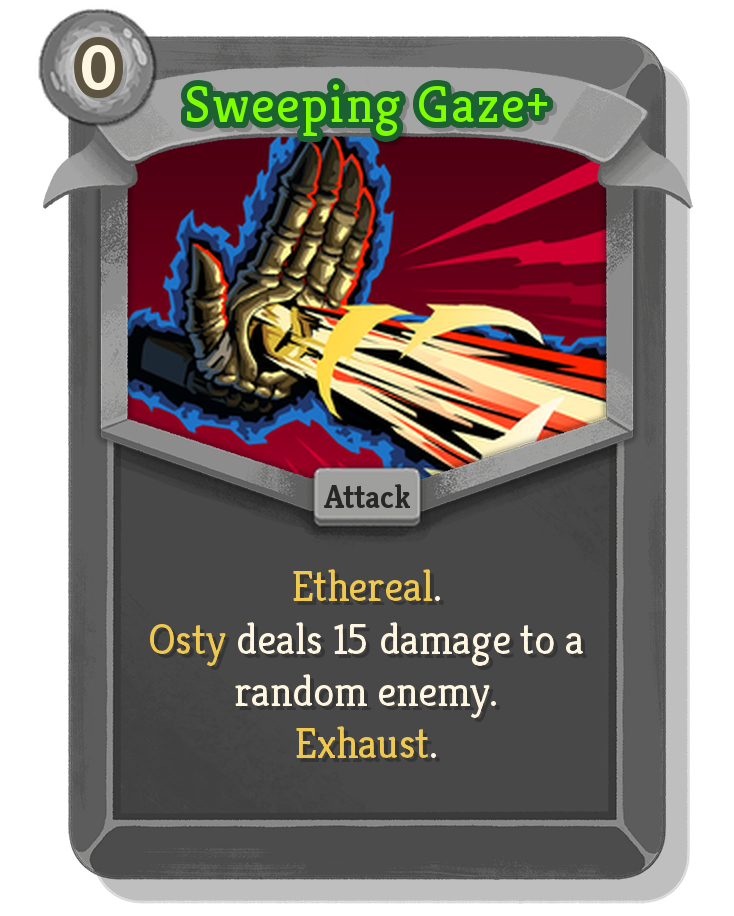 0
Sweeping Gaze+
Attack
Ethereal.
Osty deals 15 damage to a
random enemy.
Exhaust.